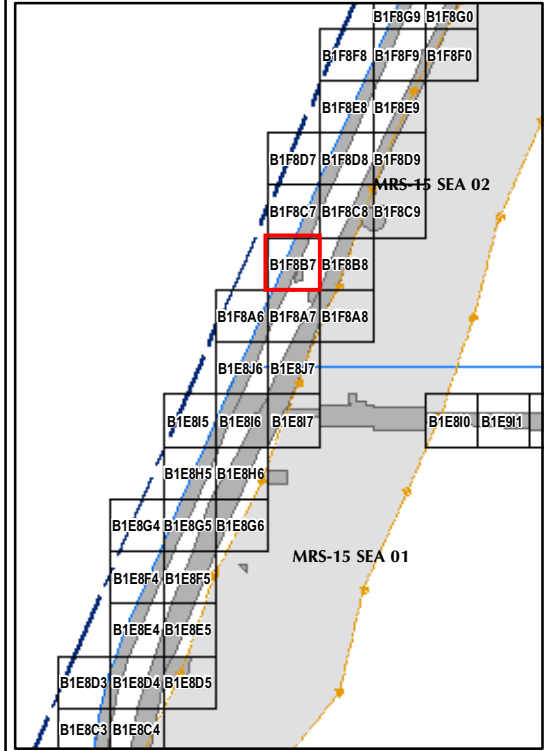 B1F8G9 B1F8G0
B1F8F8 B1F8F9 B1F8F0
B1F8E8 B1F8E9
B1F8D7 B1F8D8 B1F8D9
MRS-15 SEA 02
B1F8C7 B1F8C8 B1F8C9
B1F8B7 B1F8B8
B1F8A6 B1F8A7 B1F8A8
B1E8J6 B1E8J7
B1E8I5 B1E8I6 B1E8I7 B1E8I0 B1E9I1
B1E8H5 B1E8H6
B1E8G4 B1E8G5 B1E8G6
MRS-15 SEA 01
B1E8F4 B1E8F5
B1E8E4 B1E8E5
B1E8D3 B1E8D4 B1E8D5
B1E8C3 B1E8C4